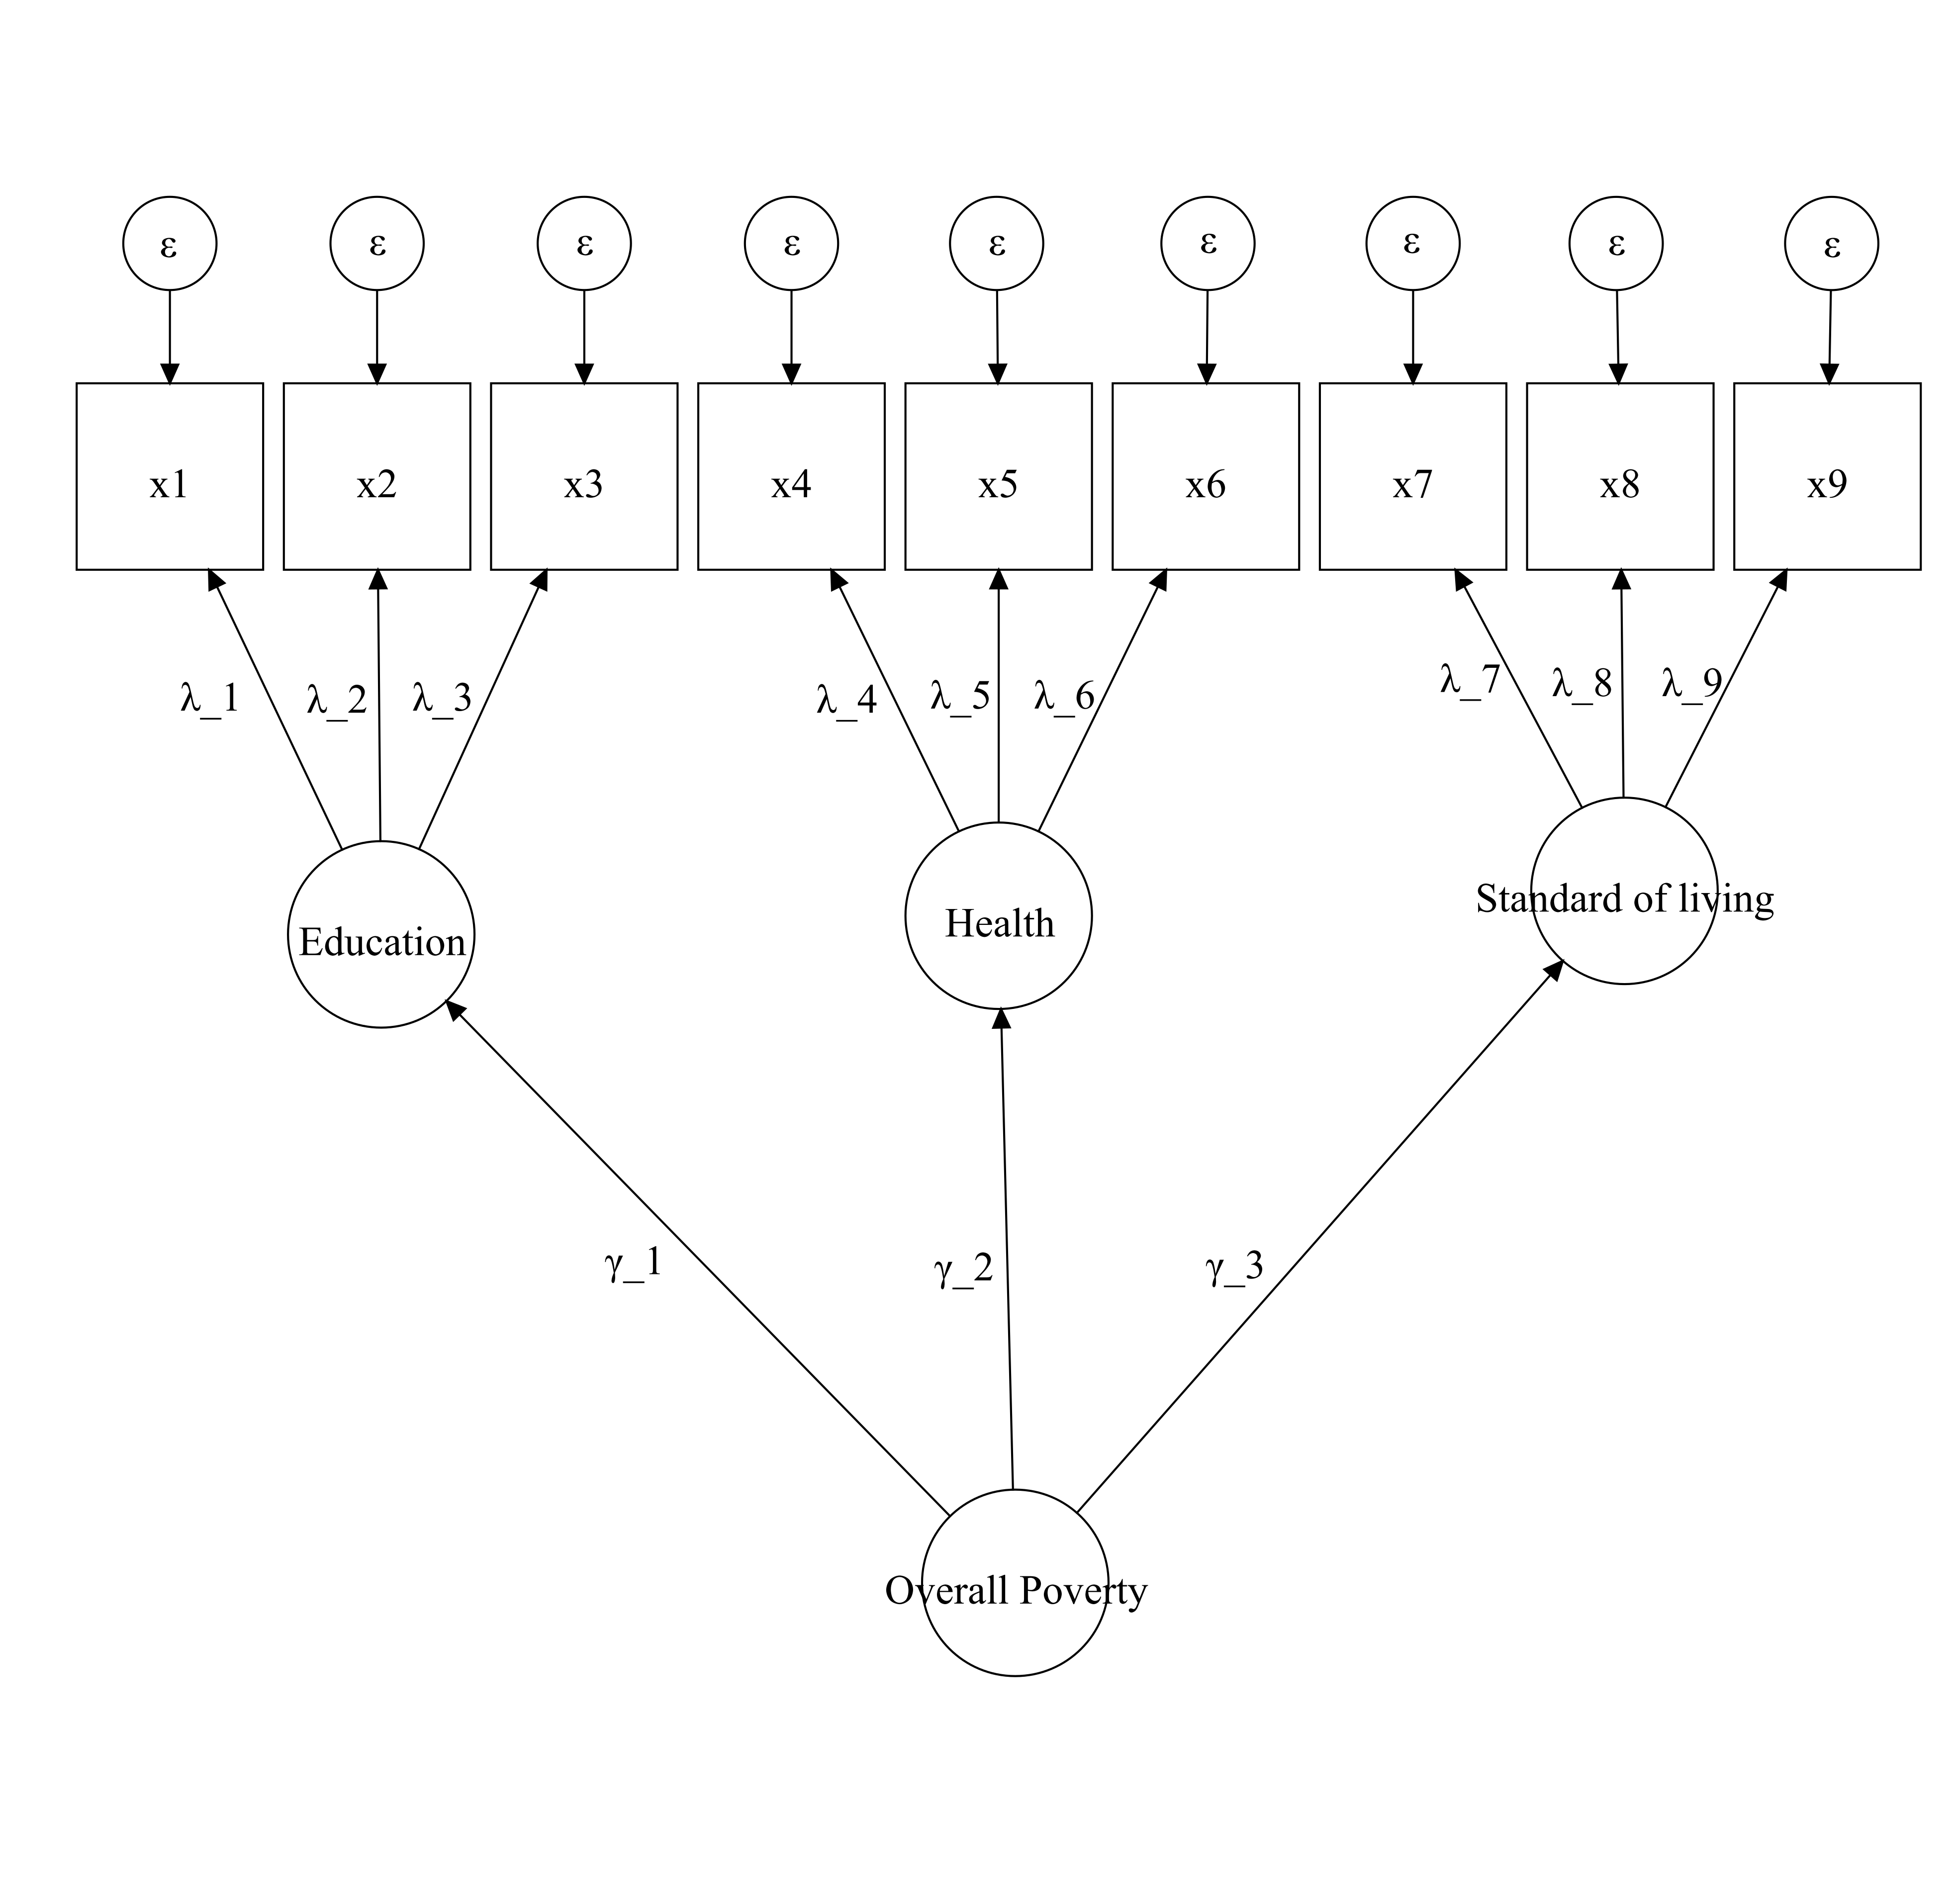 ε ε ε ε ε ε ε ε ε
x1 x2 x3 x4 x5 x6 x7 x8 x9
λ_1 λ_2 λ_3 λ_4 λ_5 λ_6 λ_7 λ_8 λ_9
Education Health Standard of living
γ_1 γ_2 γ_3
Overall Poverty